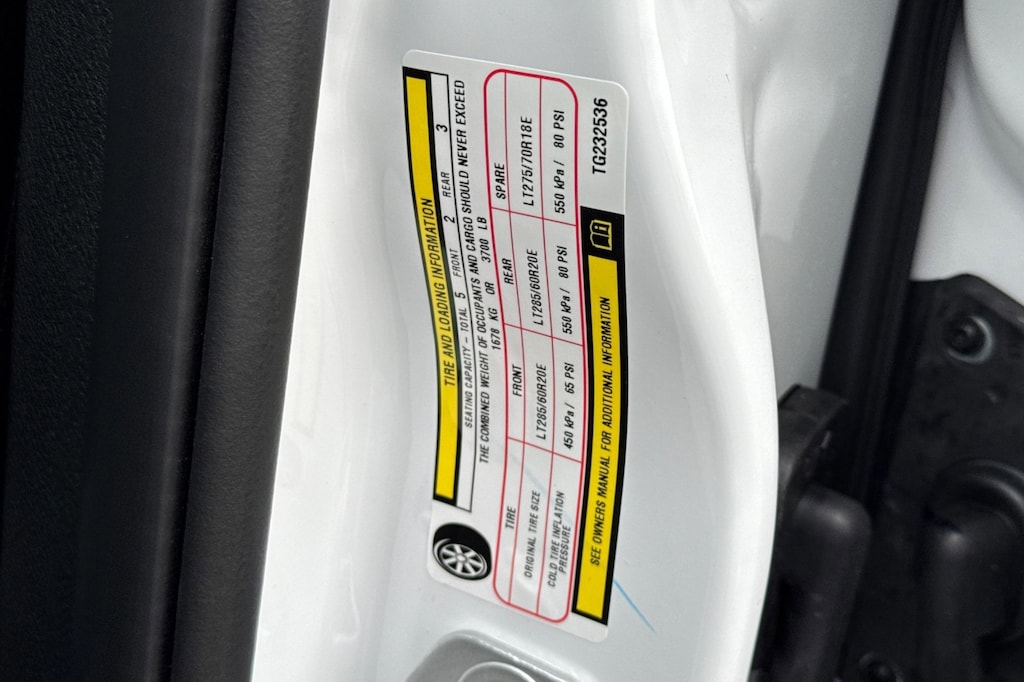 TIRE AND LOADING INFORMATION
SEATING CAPACITY - TOTAL 5 FRONT 2 REAR 3
THE COMBINED WEIGHT OF OCCUPANTS AND CARGO SHOULD NEVER EXCEED
1678 KG OR 3700 LB
TIRE FRONT REAR SPARE
ORIGINAL TIRE SIZE LT285/60R20E LT285/60R20E LT275/70R18E
COLD TIRE INFLATION PRESSURE 450 kPa/ 65 PSI 550 kPa/ 80 PSI 550 kPa/ 80 PSI
SEE OWNERS MANUAL FOR ADDITIONAL INFORMATION
TG232536